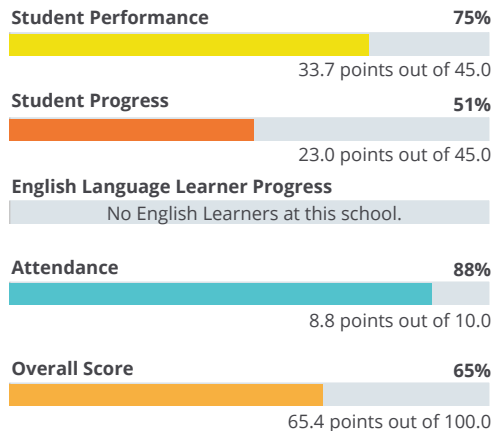 Student Performance 75%
33.7 points out of 45.0
Student Progress 51%
23.0 points out of 45.0
English Language Learner Progress
No English Learners at this school.
Attendance 88%
8.8 points out of 10.0
Overall Score 65%
65.4 points out of 100.0